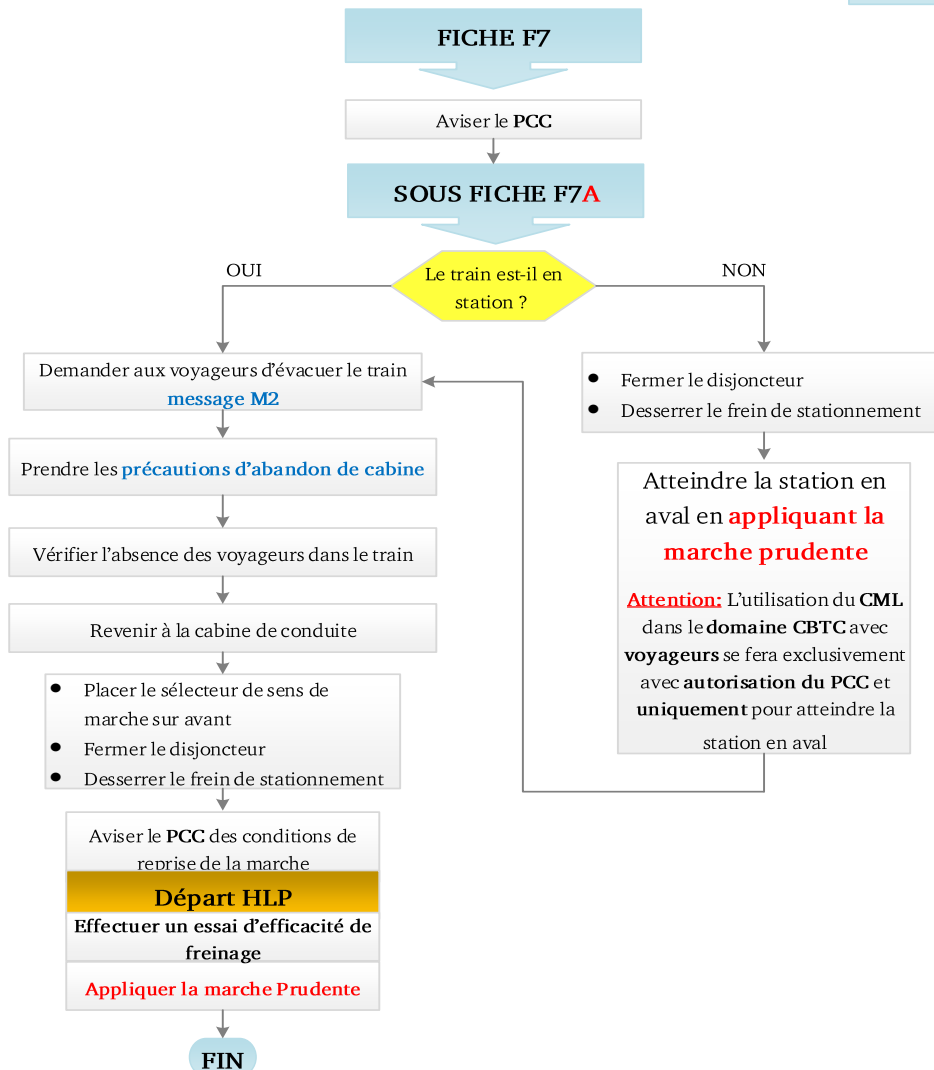 FICHE F7
Aviser le PCC
SOUS FICHE F7A
Le train est-il en
station ?
OUI
NON
Demander aux voyageurs d’évacuer le train
message M2
Prendre les précautions d’abandon de cabine
Vérifier l’absence des voyageurs dans le train
Revenir à la cabine de conduite
• Placer le sélecteur de sens de
marche sur avant
• Fermer le disjoncteur
• Desserrer le frein de stationnement
Aviser le PCC des conditions de
reprise de la marche
Départ HLP
Effectuer un essai d’efficacité de
freinage
Appliquer la marche Prudente
FIN
• Fermer le disjoncteur
• Desserrer le frein de stationnement
Atteindre la station en
aval en appliquant la
marche prudente
Attention: L’utilisation du CML
dans le domaine CBTC avec
voyageurs se fera exclusivement
avec autorisation du PCC et
uniquement pour atteindre la
station en aval